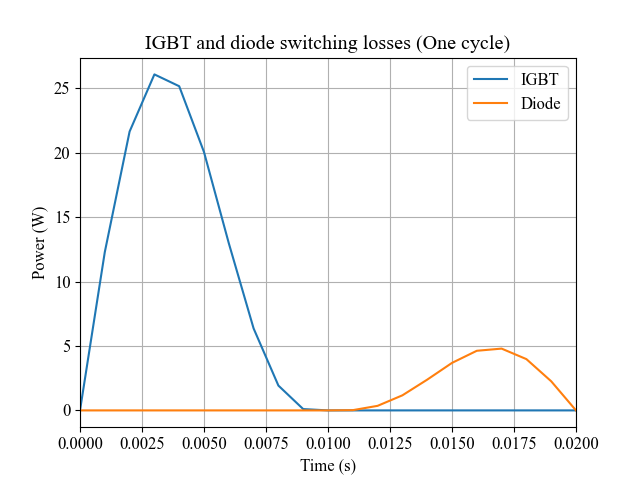 IGBT and diode switching losses (One cycle)
IGBT
Diode
Power (W)
25
20
15
10
5
0
0.0000 0.0025 0.0050 0.0075 0.0100 0.0125 0.0150 0.0175 0.0200
Time (s)